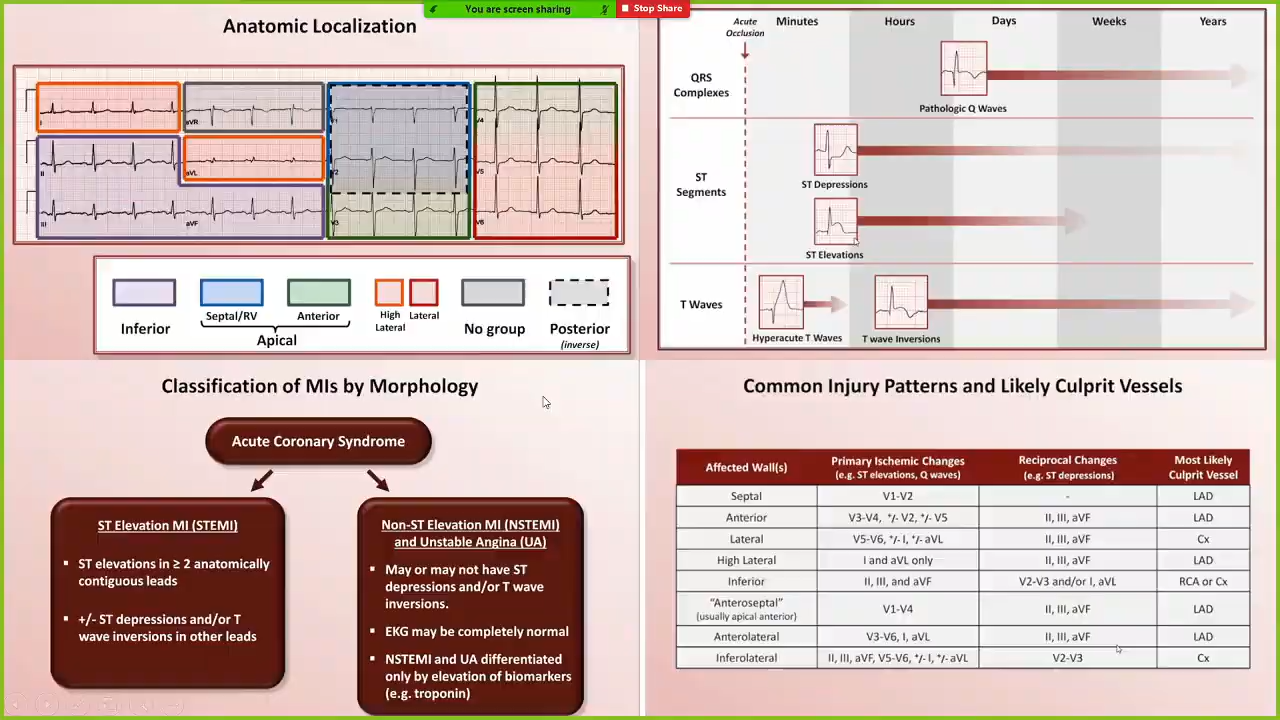 You are screen sharing
Stop Share
Anatomic Localization
I
aVR
V4
II
aVL
V2
V5
III
aVF
V3
V6
Inferior
Septal/RV
Anterior
Apical
High
Lateral
Lateral
No group
Posterior
(inverse)
Acute
Occlusion
Minutes
Hours
Days
Weeks
Years
QRS
Complexes
Pathologic Q Waves
ST
Segments
ST Depressions
ST Elevations
T Waves
Hyperacute T Waves
T wave Inversions
Classification of MIs by Morphology
Acute Coronary Syndrome
ST Elevation MI (STEMI)
▪ ST elevations in ≥ 2 anatomically
contiguous leads
▪ +/- ST depressions and/or T
wave inversions in other leads
Non-ST Elevation MI (NSTEMI)
and Unstable Angina (UA)
▪ May or may not have ST
depressions and/or T wave
inversions.
▪ EKG may be completely normal
▪ NSTEMI and UA differentiated
only by elevation of biomarkers
(e.g. troponin)
Common Injury Patterns and Likely Culprit Vessels
Affected Wall(s) Primary Ischemic Changes (e.g. ST elevations, Q waves) Reciprocal Changes (e.g. ST depressions) Most Likely Culprit Vessel
Septal V1-V2 - LAD
Anterior V3-V4, +/- V2, +/- V5 II, III, aVF LAD
Lateral V5-V6, +/- I, +/- aVL II, III, aVF Cx
High Lateral I and aVL only II, III, aVF LAD
Inferior II, III, and aVF V2-V3 and/or I, aVL RCA or Cx
"Anteroseptal" (usually apical anterior) V1-V4 II, III, aVF LAD
Anterolateral V3-V6, I, aVL II, III, aVF LAD
Inferolateral II, III, aVF, V5-V6, +/- I, +/- aVL V2-V3 Cx